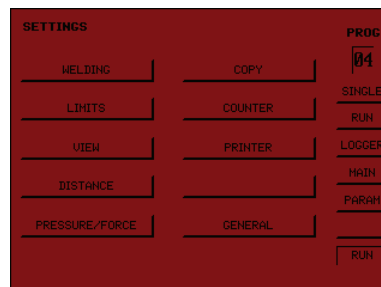 SETTINGS
PROG
04
WELDING
COPY
SINGLE
LIMITS
COUNTER
RUN
VIEW
PRINTER
LOGGER
MAIN
DISTANCE
PARAM
PRESSURE/FORCE
GENERAL
RUN